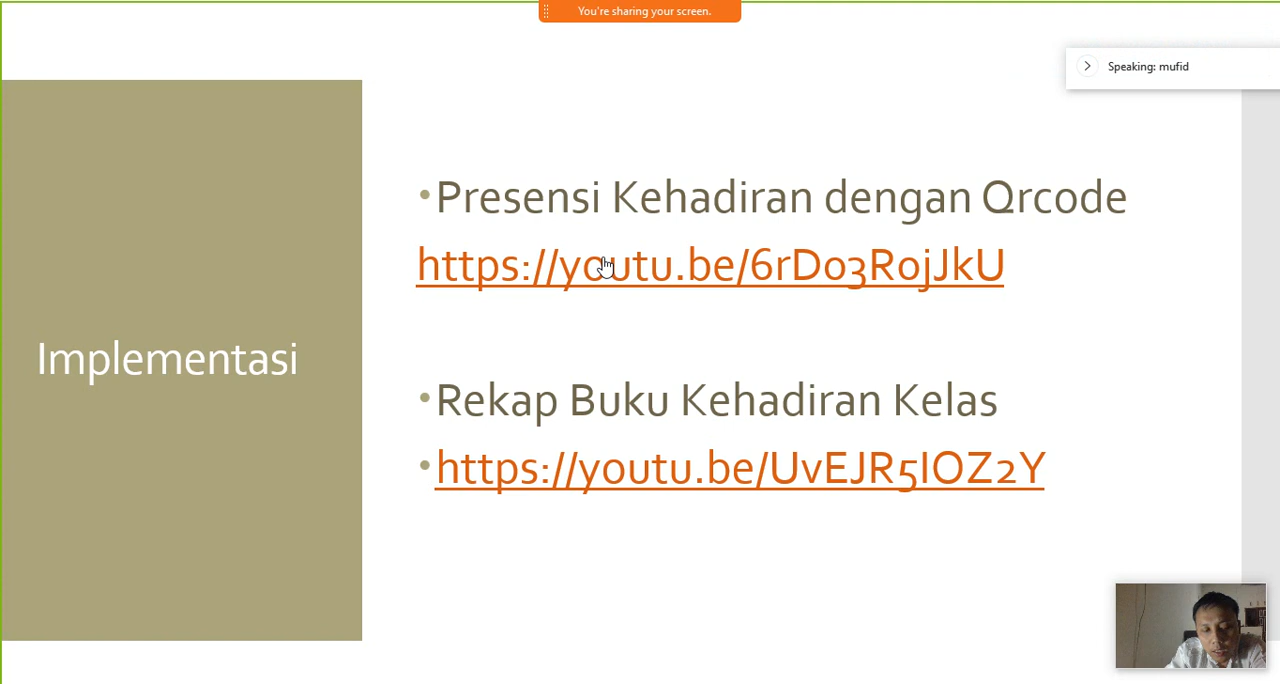 You're sharing your screen.
Speaking: mufid
Implementasi
•Presensi Kehadiran dengan Qrcode
https://youtu.be/6rDo3RojJkU
•Rekap Buku Kehadiran Kelas
•https://youtu.be/UvEJR5IOZ2Y